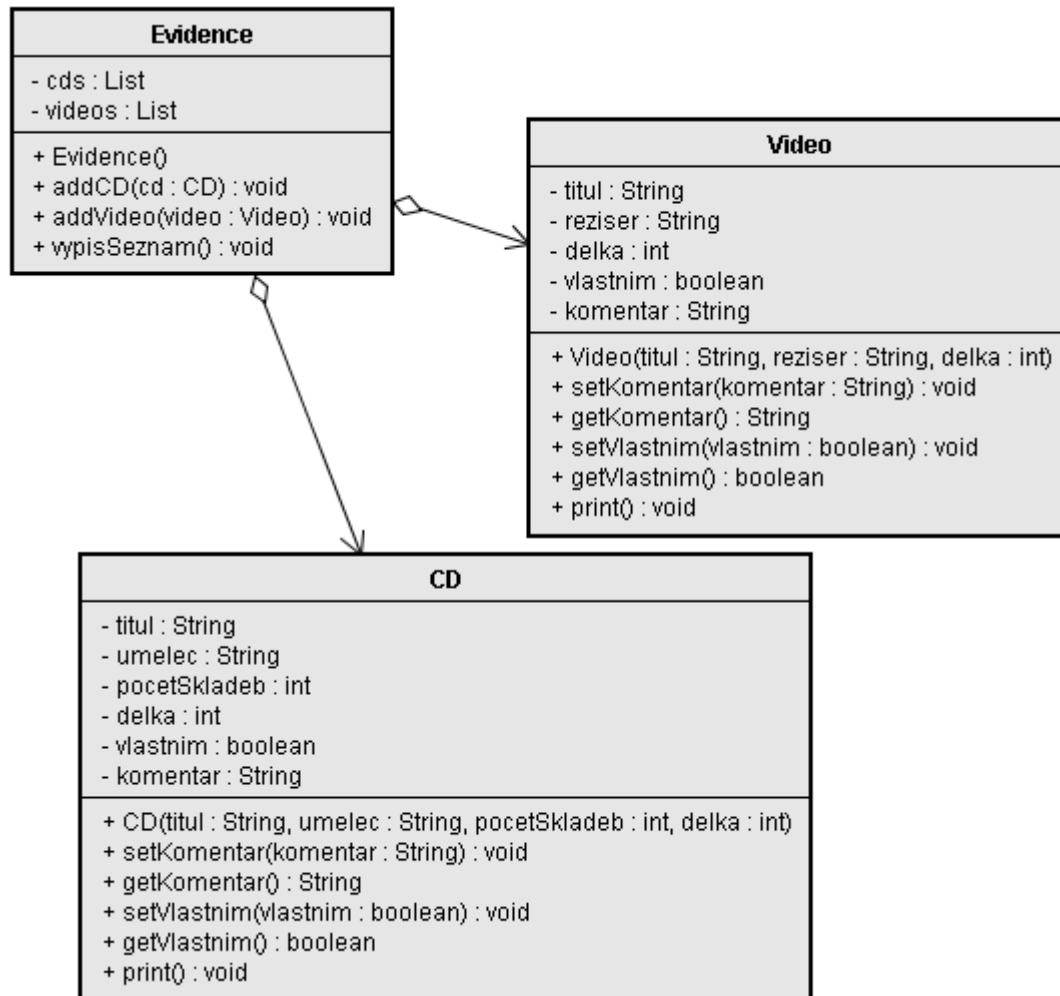 Evidence
- cds : List
- videos : List
+ Evidence()
+ addCD(cd : CD) : void
+ addVideo(video : Video) : void
+ vypisSeznam() : void
Video
- titul : String
- reziser : String
- delka : int
- vlastnim : boolean
- komentar : String
+ Video(titul : String, reziser : String, delka : int)
+ setKomentar(komentar : String) : void
+ getKomentar() : String
+ setVlastnim(vlastnim : boolean) : void
+ getVlastnim() : boolean
+ print() : void
CD
- titul : String
- umelec : String
- pocetSkladeb : int
- delka : int
- vlastnim : boolean
- komentar : String
+ CD(titul : String, umelec : String, pocetSkladeb : int, delka : int)
+ setKomentar(komentar : String) : void
+ getKomentar() : String
+ setVlastnim(vlastnim : boolean) : void
+ getVlastnim() : boolean
+ print() : void